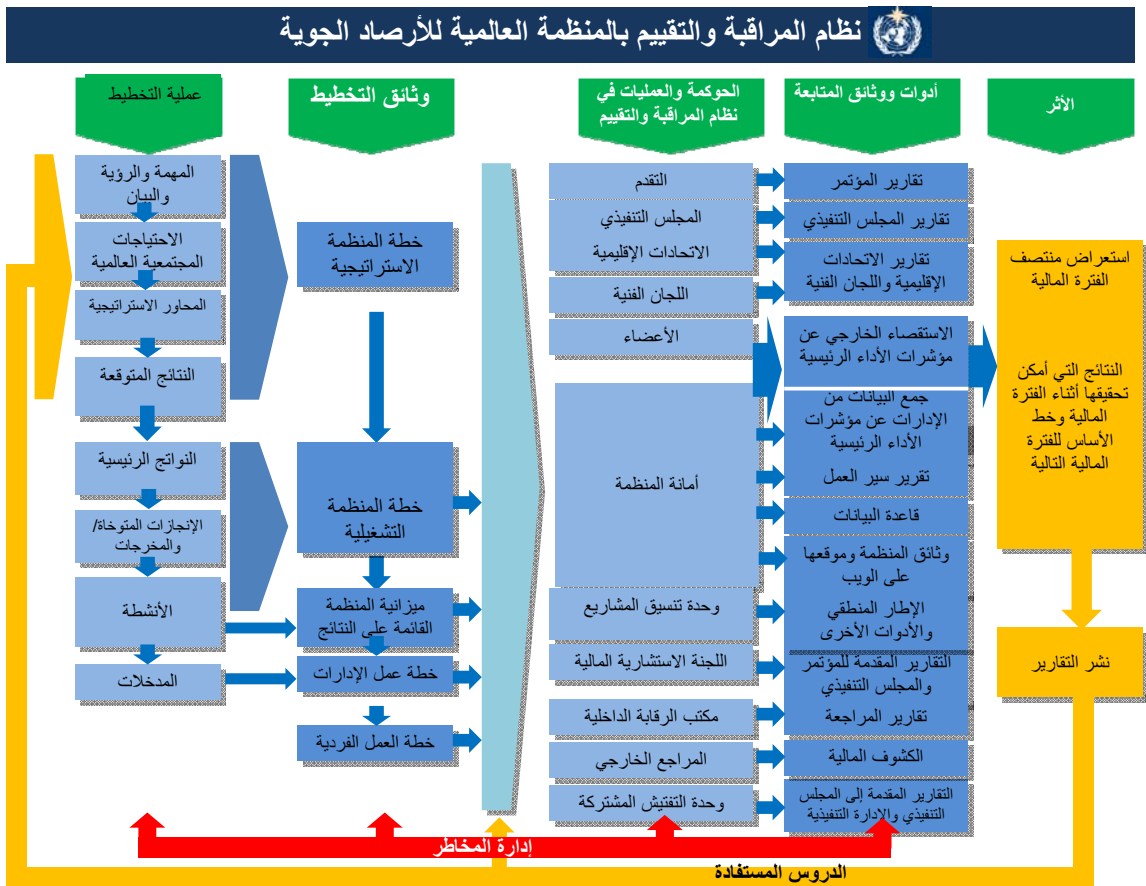 نظام المراقبة والتقييم بالمنظمة العالمية للأرصاد الجوية
عملية التخطيط
المهمة والرؤية
والبيان
الاحتياجات
المجتمعية العالمية
المحاور الاستراتيجية
النتائج المتوقعة
النواتج الرئيسية
الإنجازات المتوخاة/
والمخرجات
الأنشطة
المدخلات
وثائق التخطيط
خطة المنظمة
الاستراتيجية
خطة المنظمة
التشغيلية
ميزانية المنظمة
القائمة على النتائج
خطة عمل الإدارات
خطة العمل الفردية
الحوكمة والعمليات في
نظام المراقبة والتقييم
التقدم
المجلس التنفيذي
الاتحادات الإقليمية
اللجان الفنية
الأعضاء
أمانة المنظمة
وحدة تنسيق المشاريع
اللجنة الاستشارية المالية
مكتب الرقابة الداخلية
المراجع الخارجي
وحدة التفتيش المشتركة
أدوات ووثائق المتابعة
تقارير المؤتمر
تقارير المجلس التنفيذي
تقارير الاتحادات
الإقليمية واللجان الفنية
الاستقصاء الخارجي عن
مؤشرات الأداء الرئيسية
جمع البيانات من
الإدارات عن مؤشرات
الأداء الرئيسية
تقرير سير العمل
قاعدة البيانات
وثائق المنظمة وموقعها
على الويب
الإطار المنطقي
والأدوات الأخرى
التقارير المقدمة للمؤتمر
والمجلس التنفيذي
تقارير المراجعة
الكشوف المالية
التقارير المقدمة إلى المجلس
التنفيذي والإدارة التنفيذية
الأثر
استعراض منتصف
الفترة المالية
النتائج التي أمكن
تحقيقها أثناء الفترة
المالية وخط
الأساس للفترة
المالية التالية
نشر التقارير
إدارة المخاطر
الدروس المستفادة